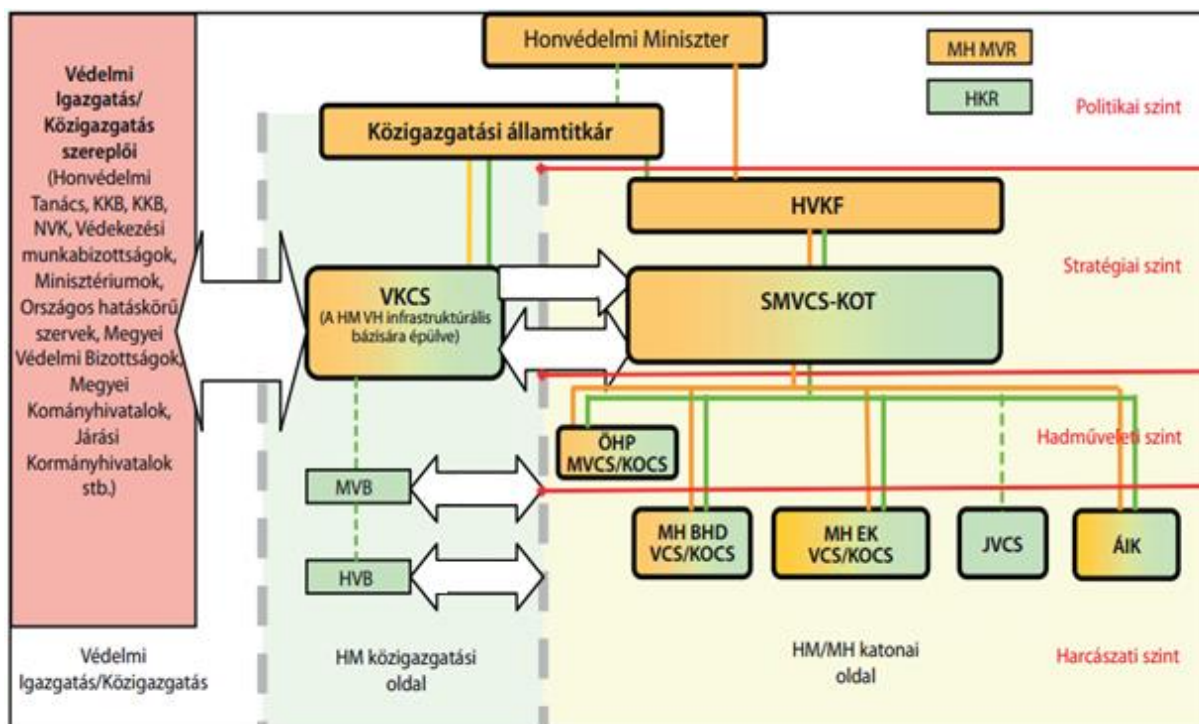 Védelmi
Igazgatás/
Közigazgatás
szereplői
(Honvédelmi
Tanács, KKB, KKB,
NVK, Védekezési
munkabizottságok,
Minisztériumok,
Országos hatáskörű
szervek, Megyei
Védelmi Bizottságok,
Megyei
Kományhivatalok,
Járási
Kormányhivatalok
stb.)
Védelmi
Igazgatás/Közigazgatás
Honvédelmi Miniszter
MH MVR
HKR
Politikai szint
Közigazgatási államtitkár
HVKF
Stratégiai szint
VKCS
(A HM VH infrastruktúrális
bázisára épülve)
SMVCS-KOT
Hadműveleti szint
ÖHP
MVCS/KOCS
MVB
HVB
MH BHD
VCS/KOCS
MH EK
VCS/KOCS
JVCS
ÁIK
HM közigazgatási
oldal
HM/MH katonai
oldal
Harcászati szint